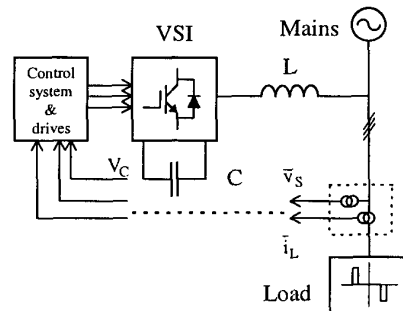 Mains
VSI
Control
system
&
drives
L
V_C
C
v̄_S
ī_L
Load